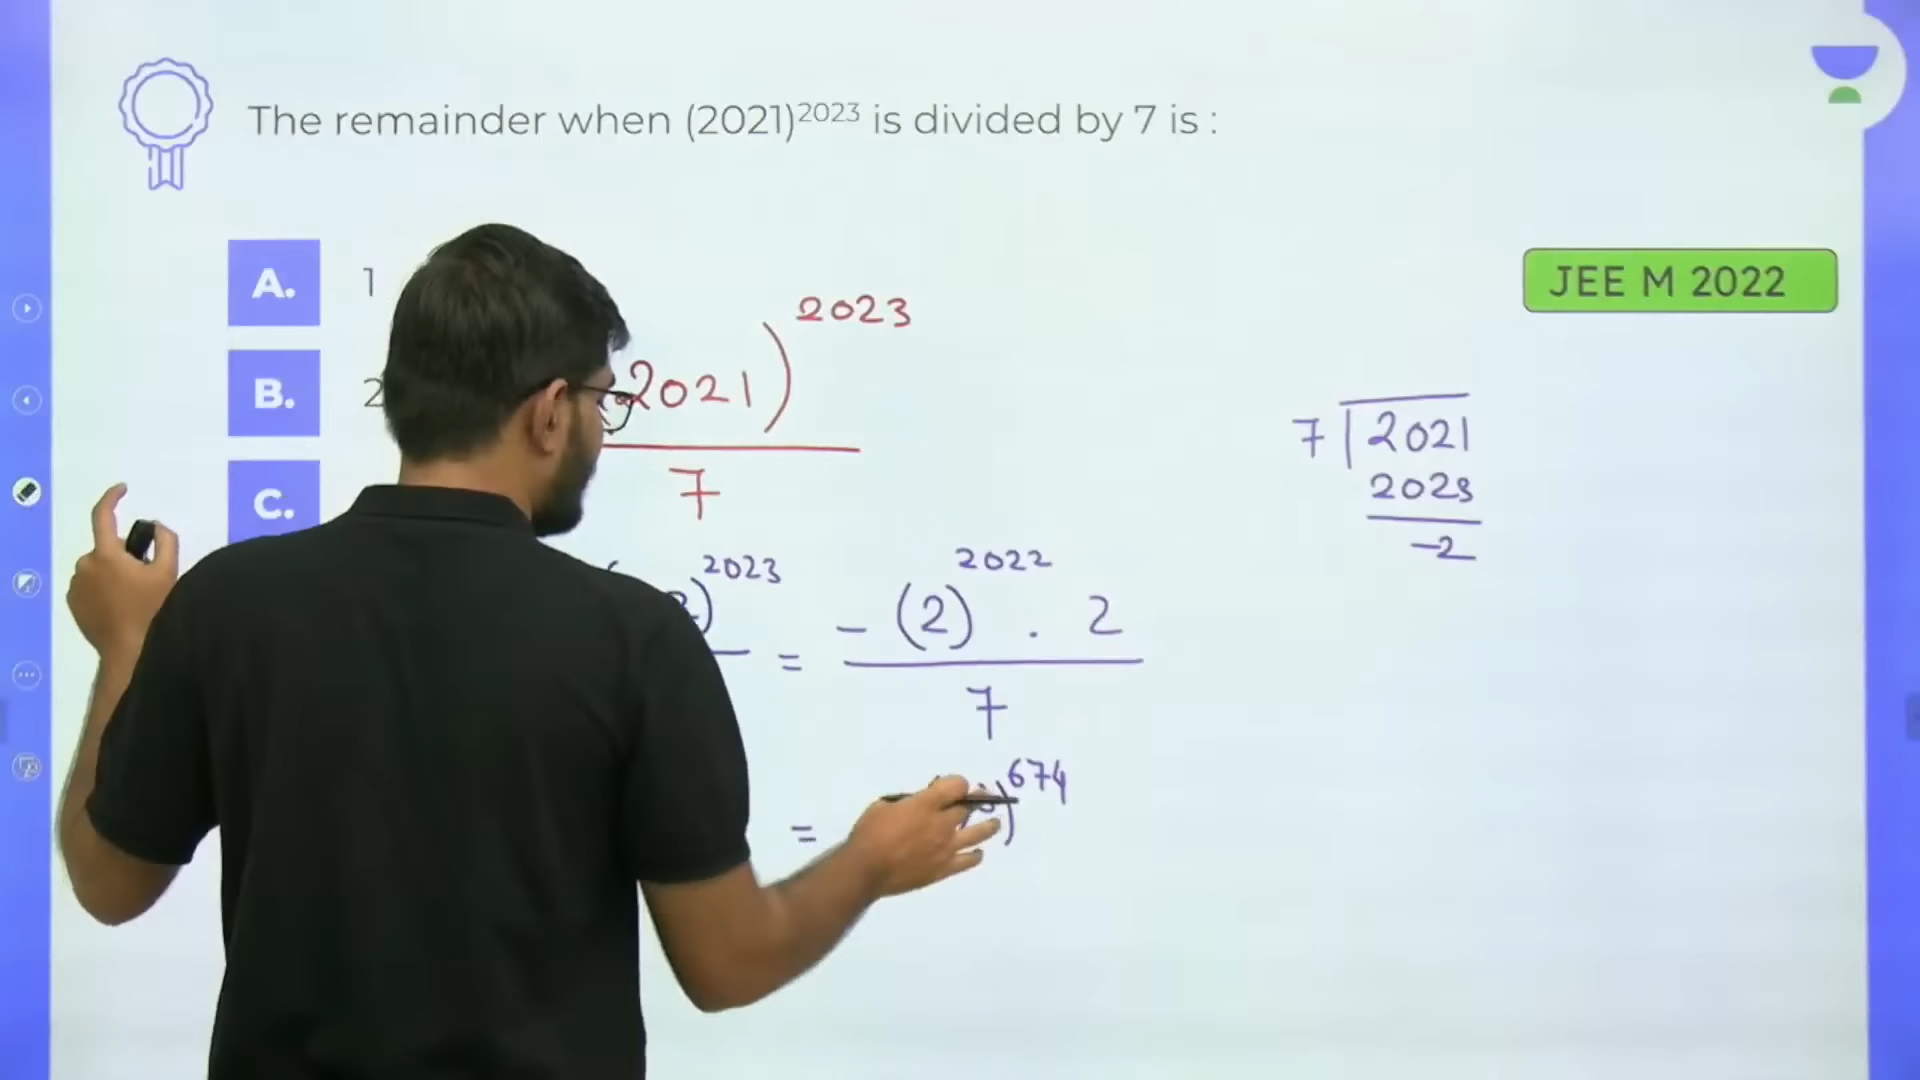 The remainder when (2021)²⁰²³ is divided by 7 is :
A. 1
JEE M 2022
B. 2
C.
2021)²⁰²³
7
7 | 2021
2023
-2
)²⁰²³
= - (2)²⁰²² . 2
7
= )⁶⁷⁴